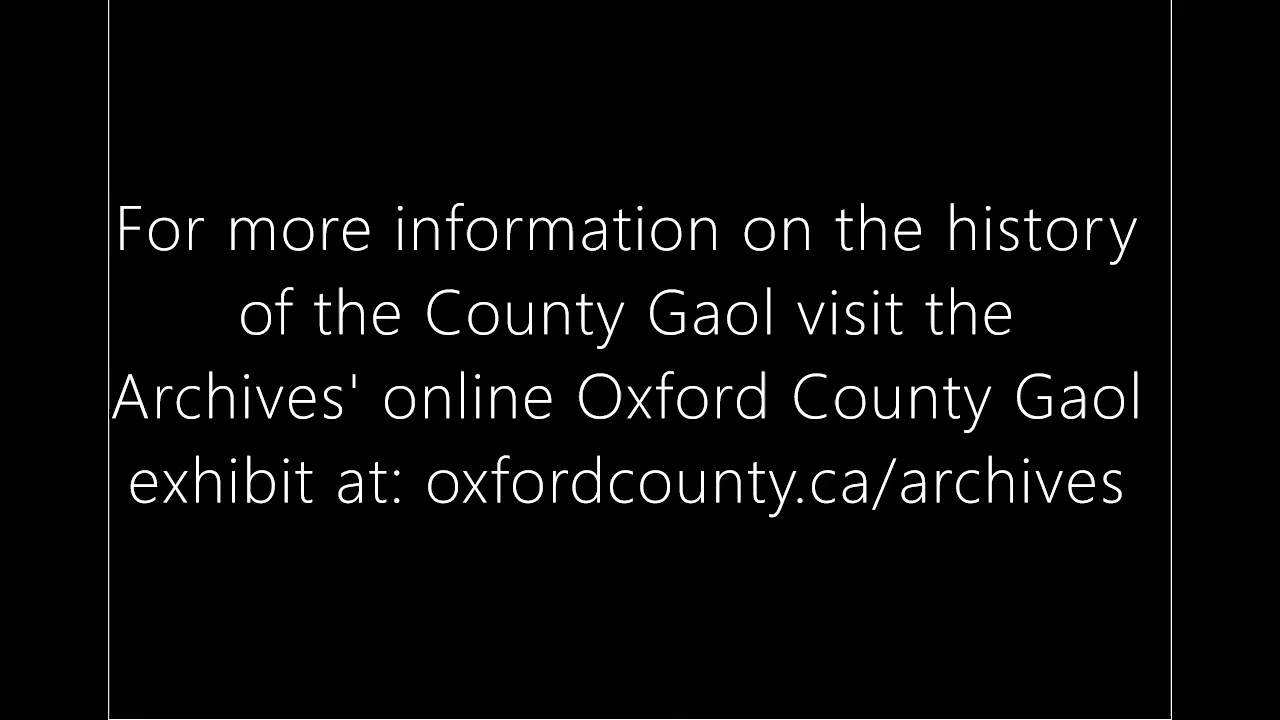 For more information on the history
of the County Gaol visit the
Archives' online Oxford County Gaol
exhibit at: oxfordcounty.ca/archives